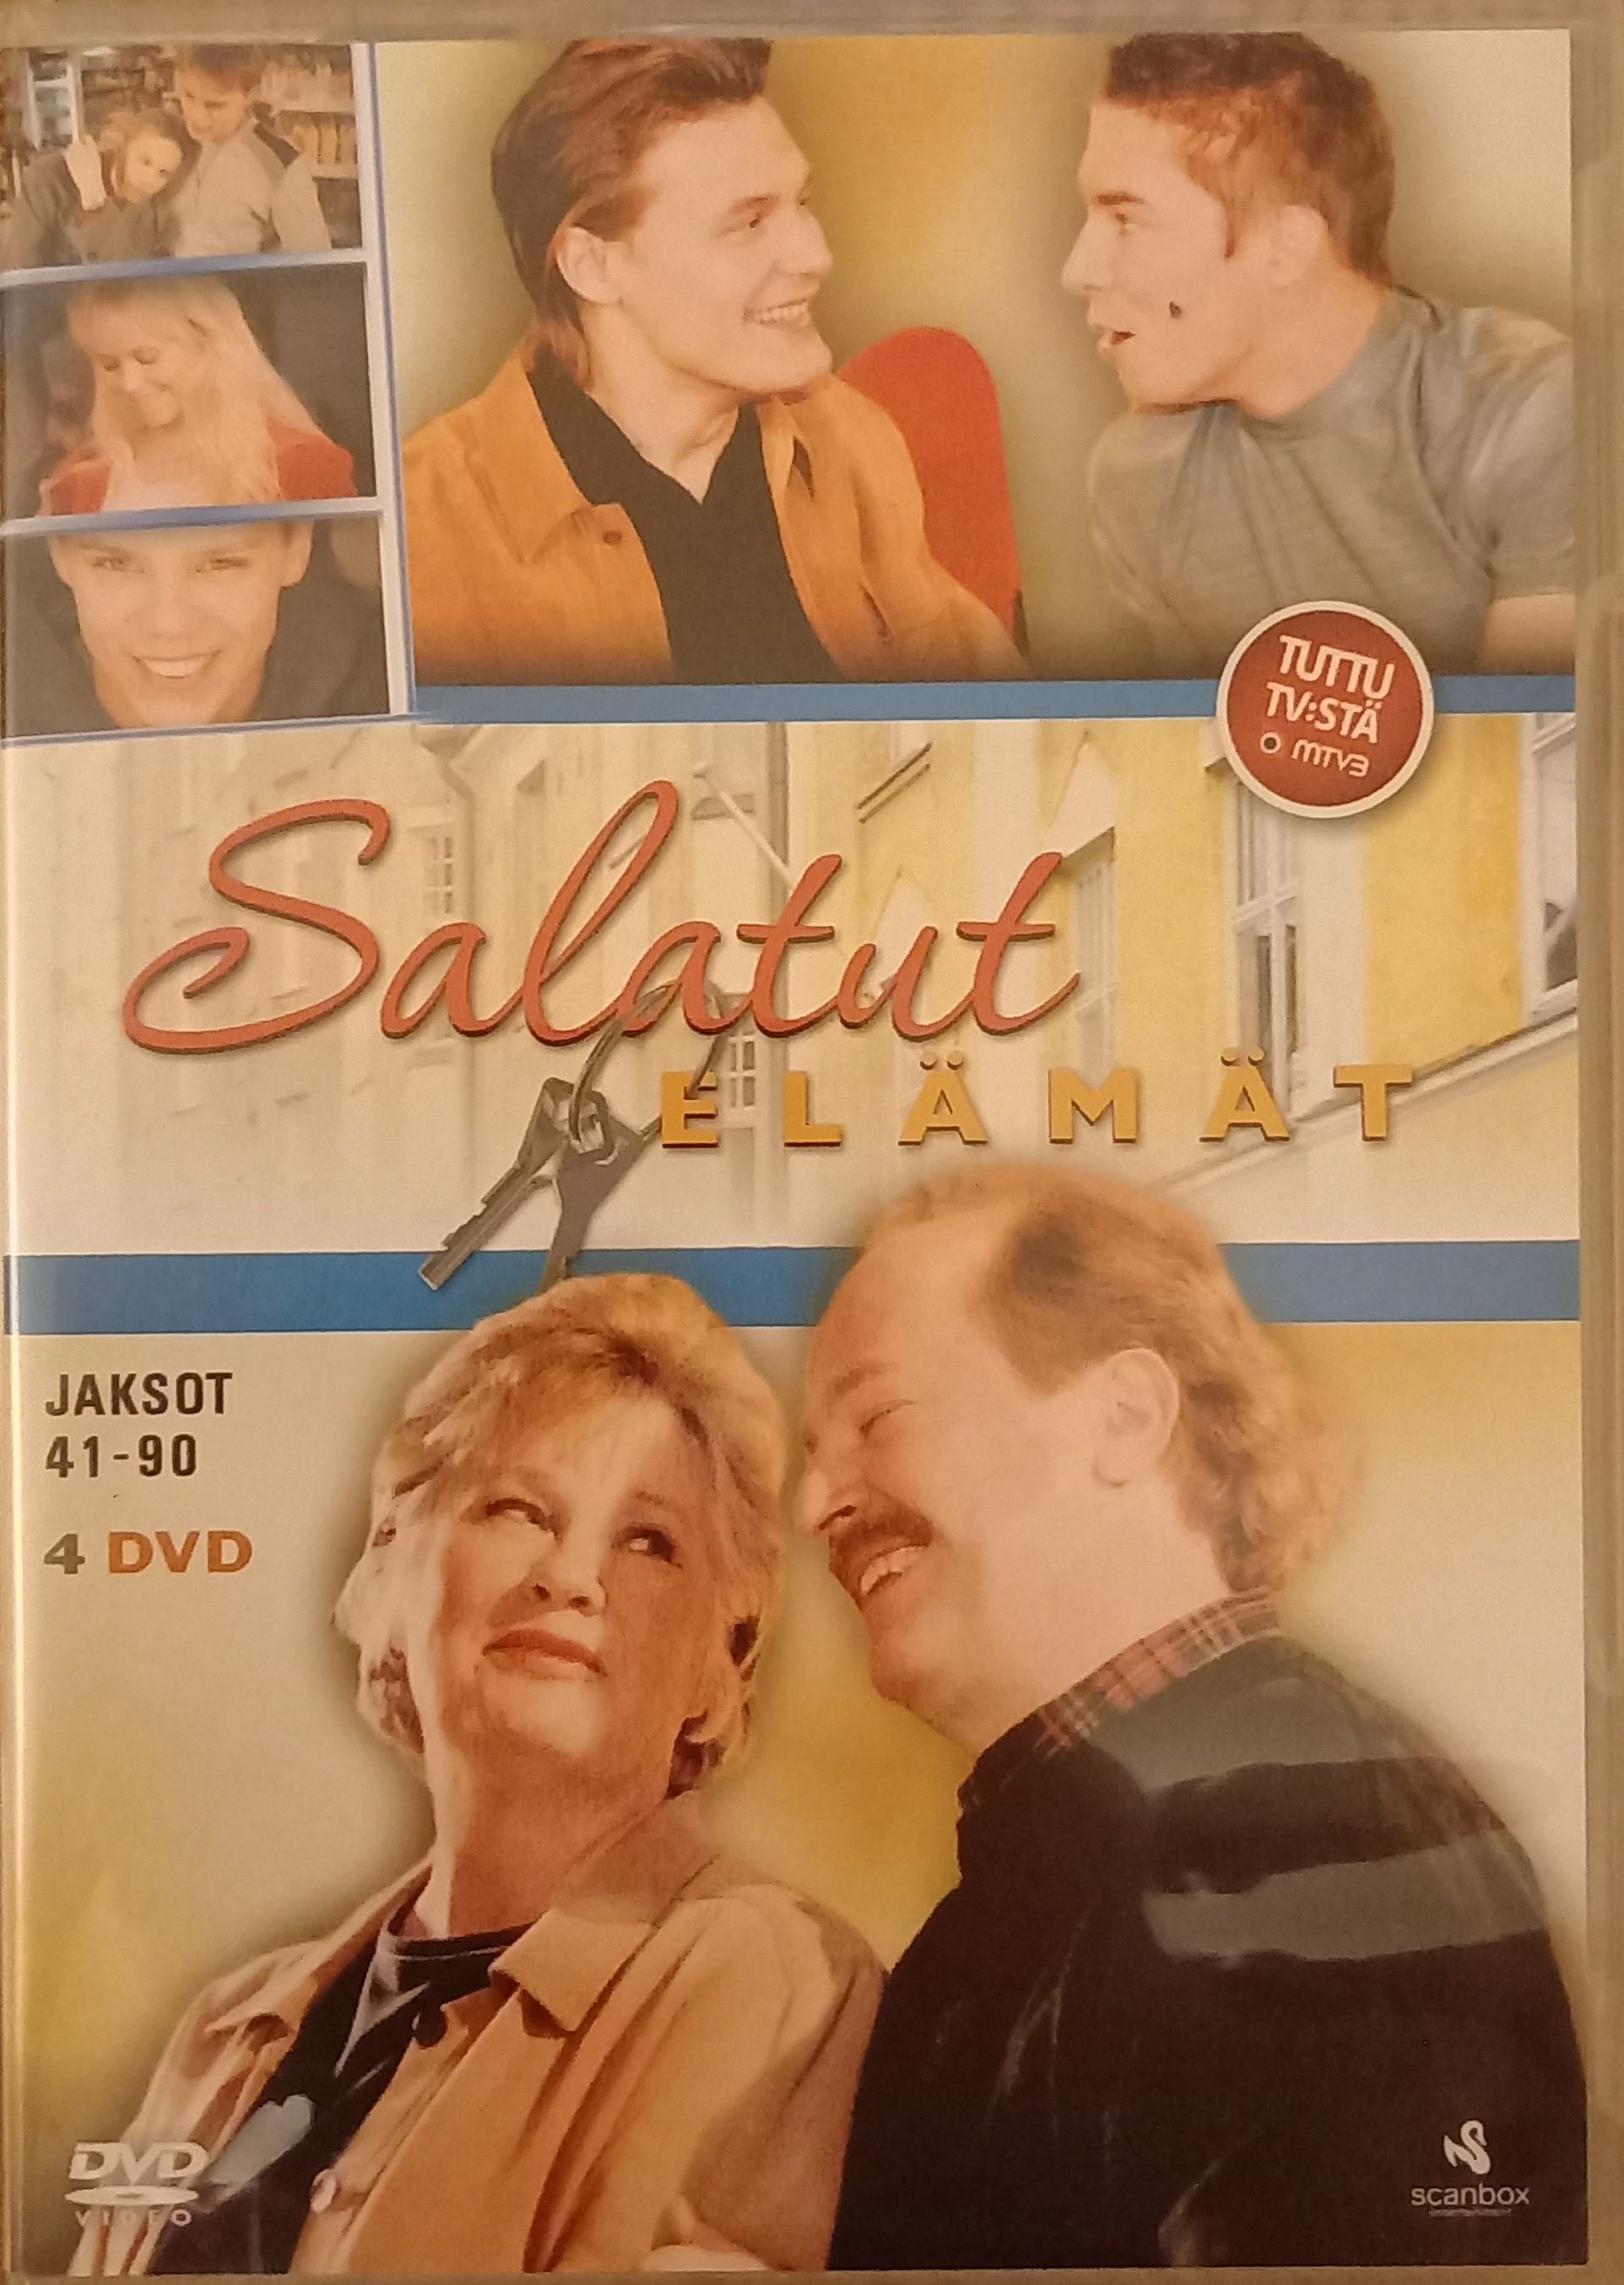 TUTTU
TV:STÄ
MTV3
Salatut
ELÄMÄT
JAKSOT
41-90
4 DVD
DVD
VIDEO
scanbox